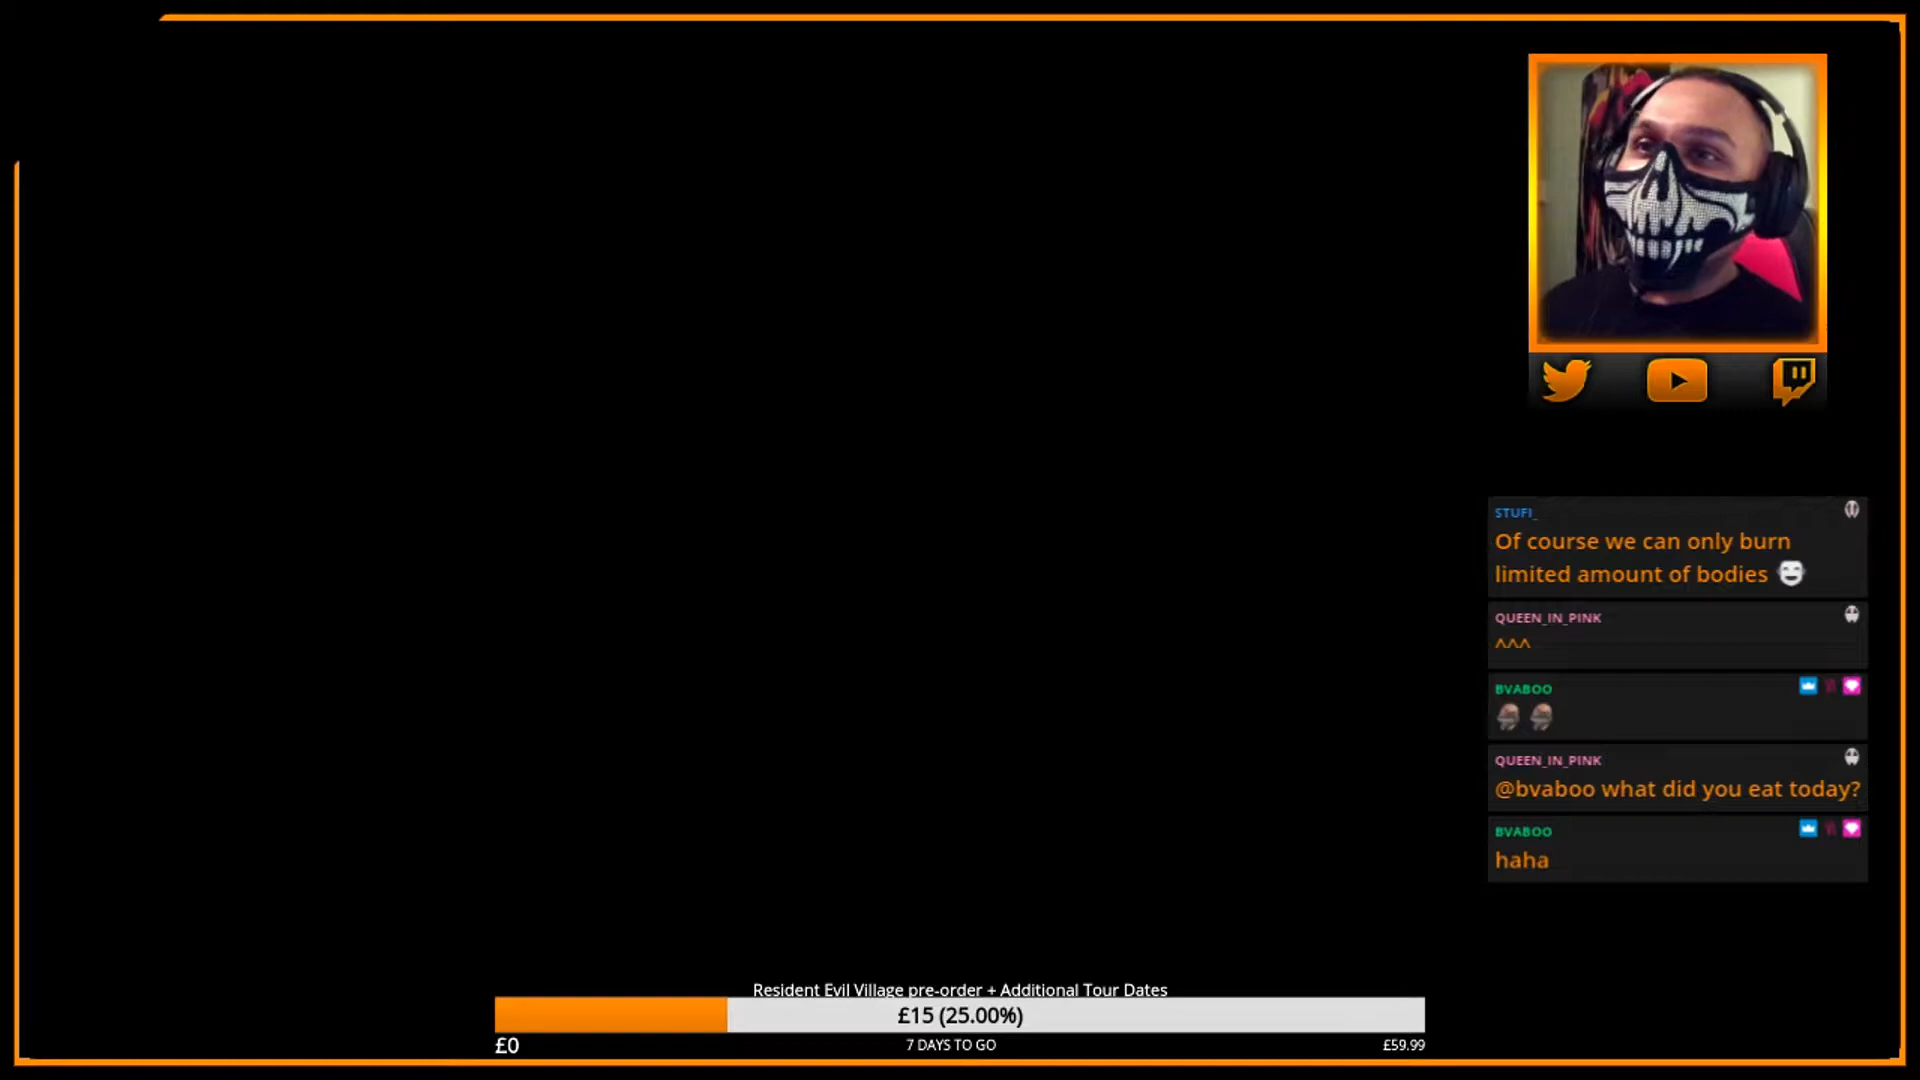 STUFI_
Of course we can only burn
limited amount of bodies
QUEEN_IN_PINK
^^^
BVABOO
QUEEN_IN_PINK
@bvaboo what did you eat today?
BVABOO
haha
Resident Evil Village pre-order + Additional Tour Dates
£15 (25.00%)
£0
7 DAYS TO GO
£59.99